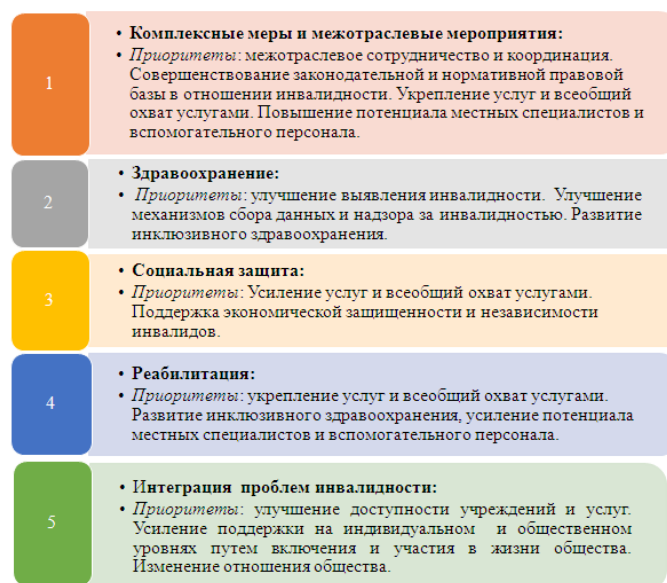 1
• Комплексные меры и межотраслевые мероприятия:
• Приоритеты: межотраслевое сотрудничество и координация.
Совершенствование законодательной и нормативной правовой
базы в отношении инвалидности. Укрепление услуг и всеобщий
охват услугами. Повышение потенциала местных специалистов и
вспомогательного персонала.
2
• Здравоохранение:
• Приоритеты: улучшение выявления инвалидности. Улучшение
механизмов сбора данных и надзора за инвалидностью. Развитие
инклюзивного здравоохранения.
3
• Социальная защита:
• Приоритеты: Усиление услуг и всеобщий охват услугами.
Поддержка экономической защищенности и независимости
инвалидов.
4
• Реабилитация:
• Приоритеты: укрепление услуг и всеобщий охват услугами.
Развитие инклюзивного здравоохранения, усиление потенциала
местных специалистов и вспомогательного персонала.
5
• Интеграция проблем инвалидности:
• Приоритеты: улучшение доступности учреждений и услуг.
Усиление поддержки на индивидуальном и общественном
уровнях путем включения и участия в жизни общества.
Изменение отношения общества.